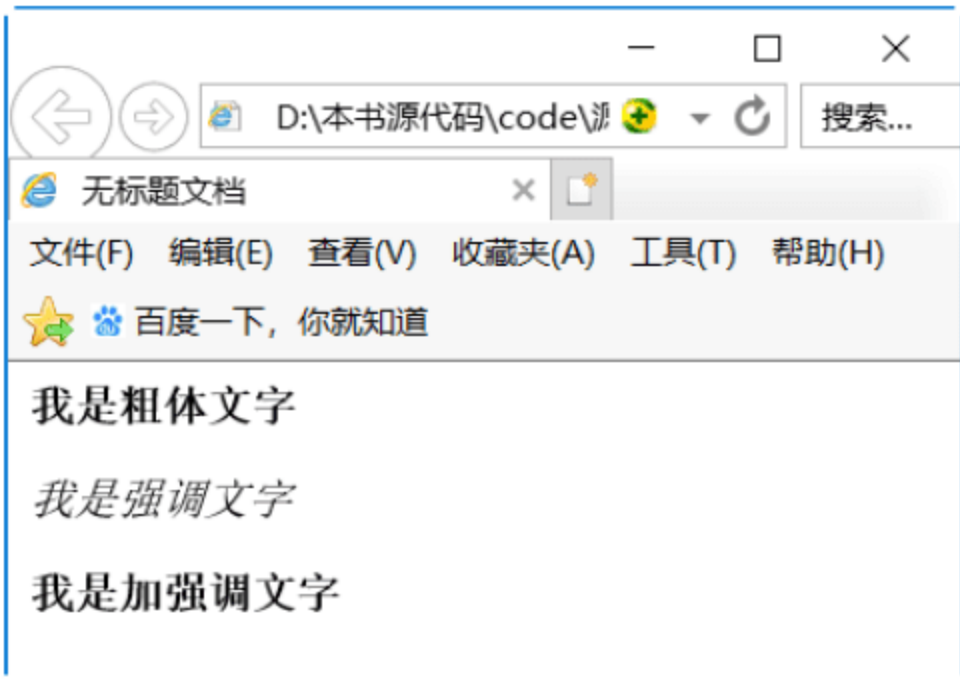 D:\本书源代码\code\源
搜索...
无标题文档
文件(F) 编辑(E) 查看(V) 收藏夹(A) 工具(T) 帮助(H)
百度一下，你就知道
我是粗体文字
我是强调文字
我是加强调文字